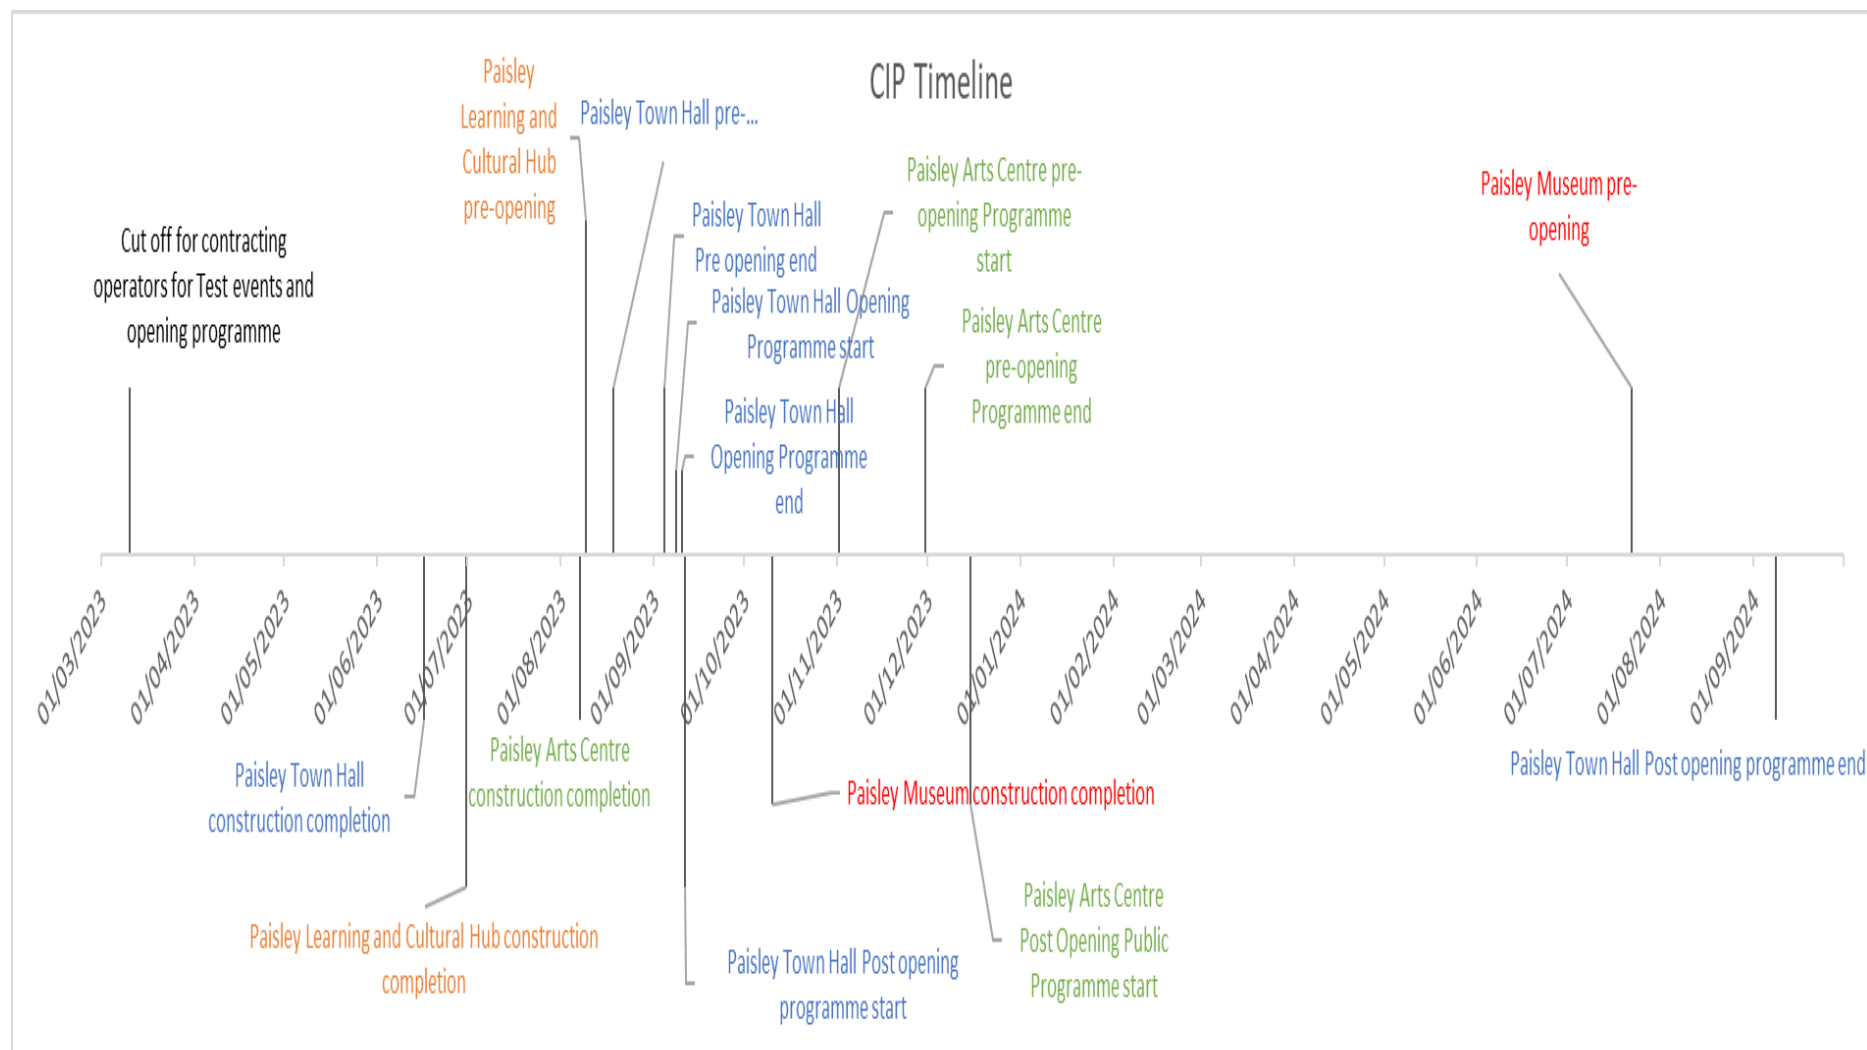 CIP Timeline
Paisley
Learning and
Cultural Hub
pre-opening
Paisley Town Hall pre-...
Paisley Arts Centre pre-
opening Programme
start
Paisley Museum pre-
opening
Cut off for contracting
operators for Test events and
opening programme
Paisley Town Hall
Pre opening end
Paisley Town Hall Opening
Programme start
Paisley Arts Centre
pre-opening
Programme end
Paisley Town Hall
Opening Programme
end
01/03/2023
01/04/2023
01/05/2023
01/06/2023
01/07/2023
01/08/2023
01/09/2023
01/10/2023
01/11/2023
01/12/2023
01/01/2024
01/02/2024
01/03/2024
01/04/2024
01/05/2024
01/06/2024
01/07/2024
01/08/2024
01/09/2024
Paisley Town Hall
construction completion
Paisley Arts Centre
construction completion
Paisley Museum construction completion
Paisley Town Hall Post opening programme end
Paisley Learning and Cultural Hub construction
completion
Paisley Town Hall Post opening
programme start
Paisley Arts Centre
Post Opening Public
Programme start